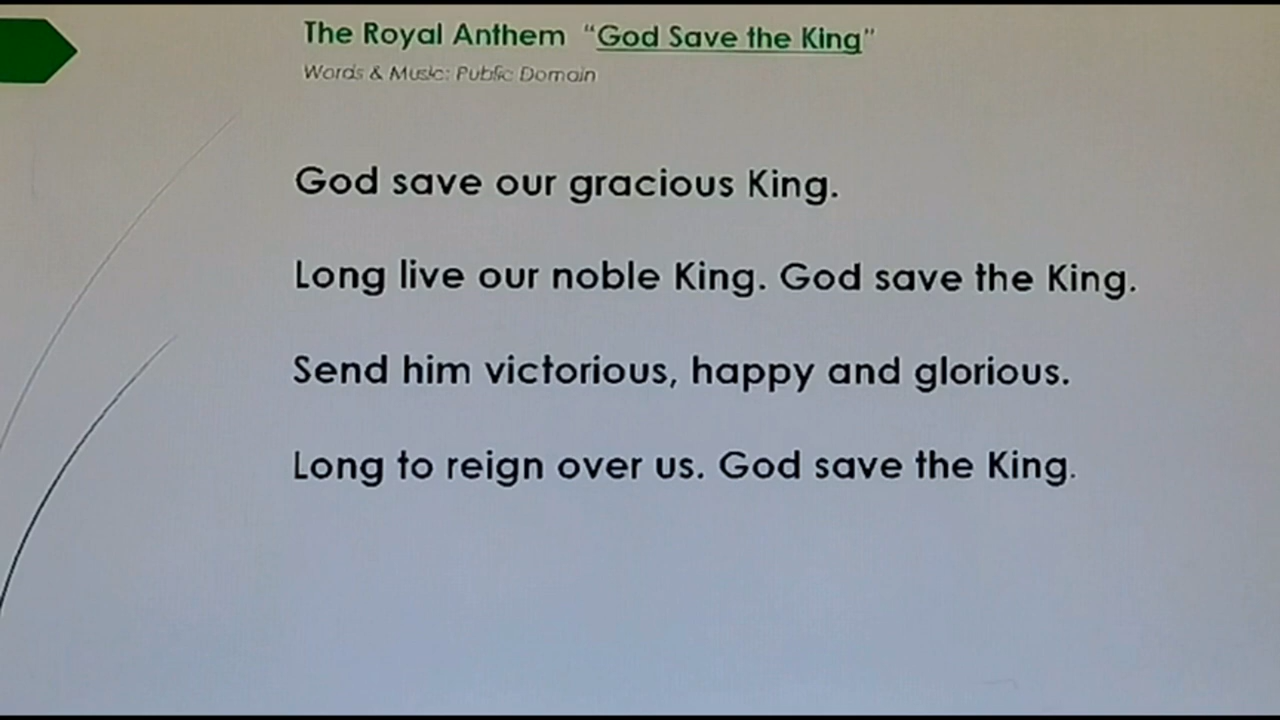 The Royal Anthem “God Save the King”
Words & Music: Public Domain
God save our gracious King.
Long live our noble King. God save the King.
Send him victorious, happy and glorious.
Long to reign over us. God save the King.